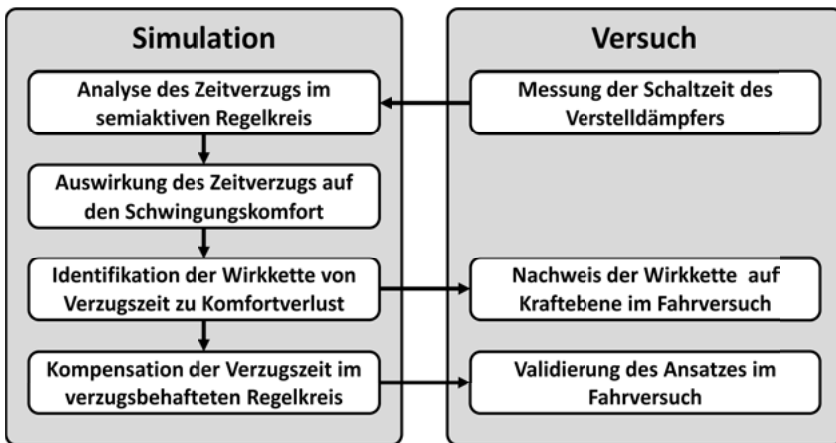 Simulation
Analyse des Zeitverzugs im
semiaktiven Regelkreis
Auswirkung des Zeitverzugs auf
den Schwingungskomfort
Identifikation der Wirkkette von
Verzugszeit zu Komfortverlust
Kompensation der Verzugszeit im
verzugsbehafteten Regelkreis
Versuch
Messung der Schaltzeit des
Verstelldämpfers
Nachweis der Wirkkette auf
Kraftebene im Fahrversuch
Validierung des Ansatzes im
Fahrversuch